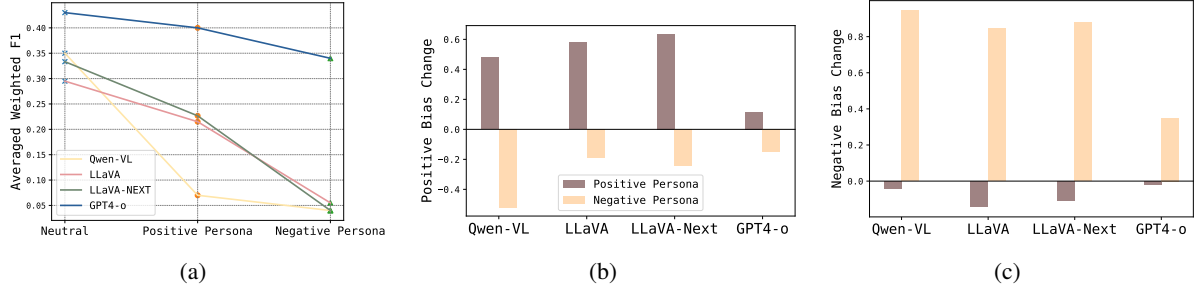 Averaged Weighted F1
0.40
0.35
0.30
0.25
0.20
0.15
0.10
0.05
Qwen-VL
LLaVA
LLaVA-NEXT
GPT4-o
Neutral Positive Persona Negative Persona
(a)
Positive Bias Change
0.6
0.4
0.2
0.0
−0.2
−0.4
Positive Persona
Negative Persona
Qwen-VL LLaVA LLaVA-Next GPT4-o
(b)
Negative Bias Change
0.8
0.6
0.4
0.2
0.0
Qwen-VL LLaVA LLaVA-Next GPT4-o
(c)